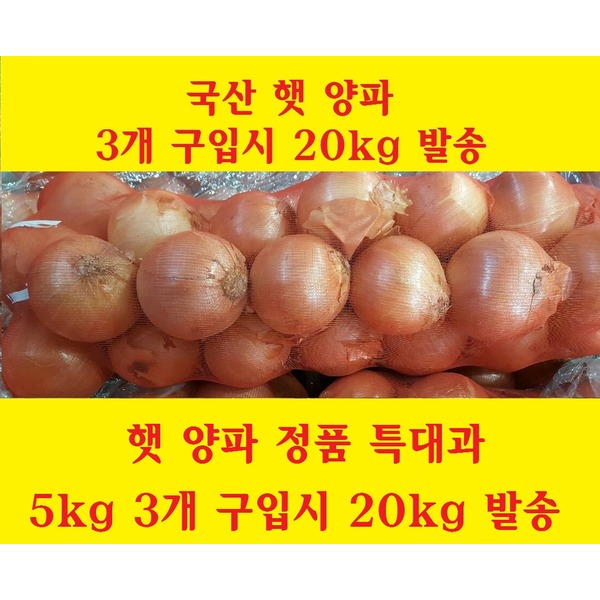 국산 햇 양파
3개 구입시 20kg 발송
햇 양파 정품 특대과
5kg 3개 구입시 20kg 발송